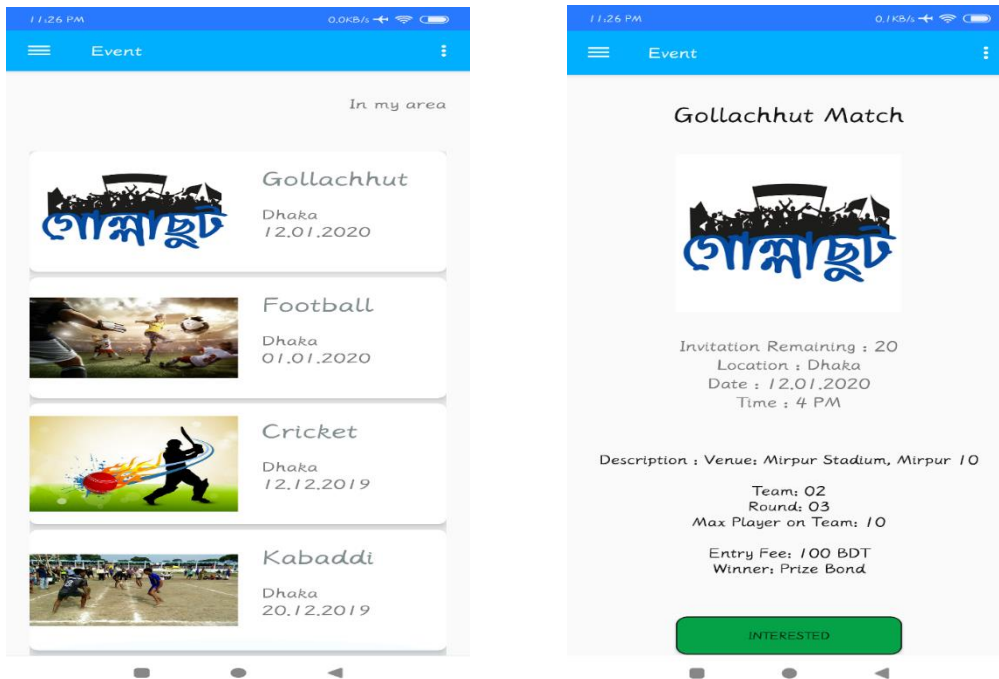 11:26 PM
0.0KB/s
Event
In my area
গোল্লাছুট
Gollachhut
Dhaka
12.01.2020
Football
Dhaka
01.01.2020
Cricket
Dhaka
12.12.2019
Kabaddi
Dhaka
20.12.2019
11:26 PM
0.1KB/s
Event
Gollachhut Match
গোল্লাছুট
Invitation Remaining : 20
Location : Dhaka
Date : 12.01.2020
Time : 4 PM
Description : Venue: Mirpur Stadium, Mirpur 10
Team: 02
Round: 03
Max Player on Team: 10
Entry Fee: 100 BDT
Winner: Prize Bond
INTERESTED